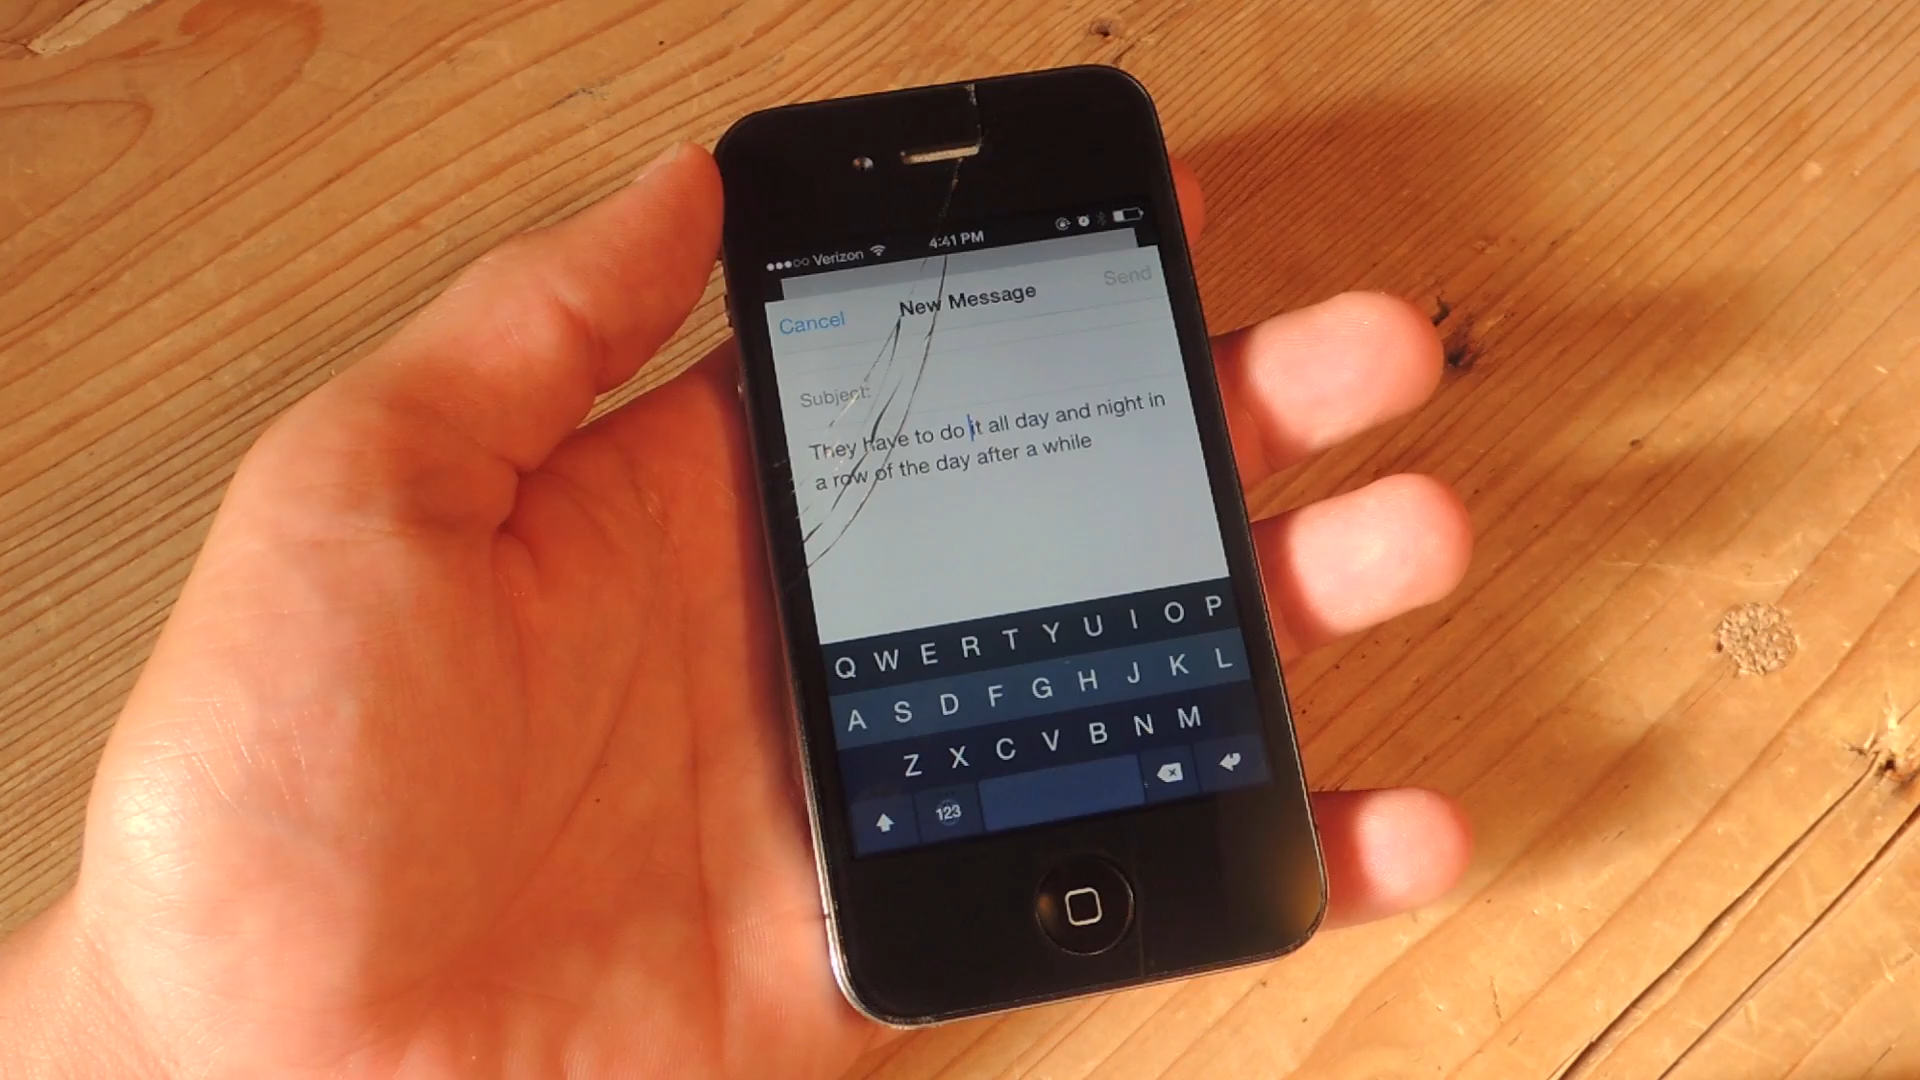 Verizon 4:41 PM
Cancel New Message Send
Subject:
They have to do it all day and night in
a row of the day after a while
Q W E R T Y U I O P
A S D F G H J K L
Z X C V B N M
123